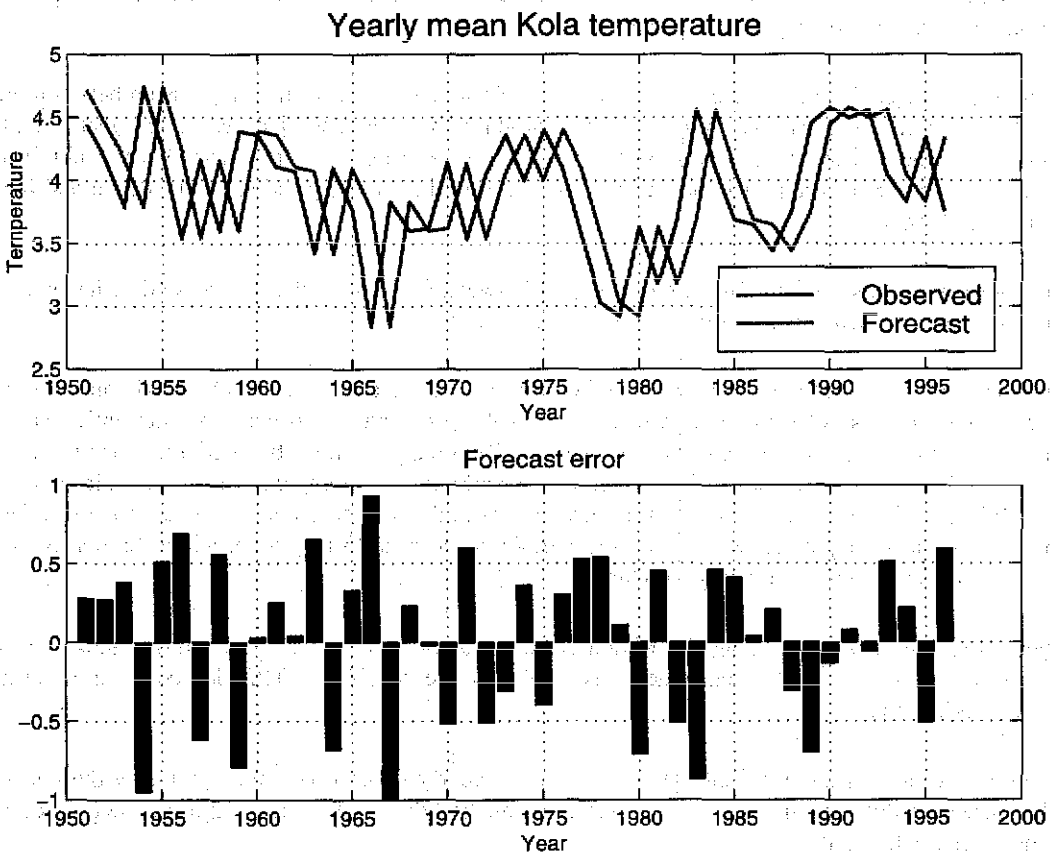 Yearly mean Kola temperature
5
4.5
4
3.5
3
2.5
Temperature
Observed
Forecast
1950 1955 1960 1965 1970 1975 1980 1985 1990 1995 2000
Year
Forecast error
1
0.5
0
−0.5
−1
1950 1955 1960 1965 1970 1975 1980 1985 1990 1995 2000
Year